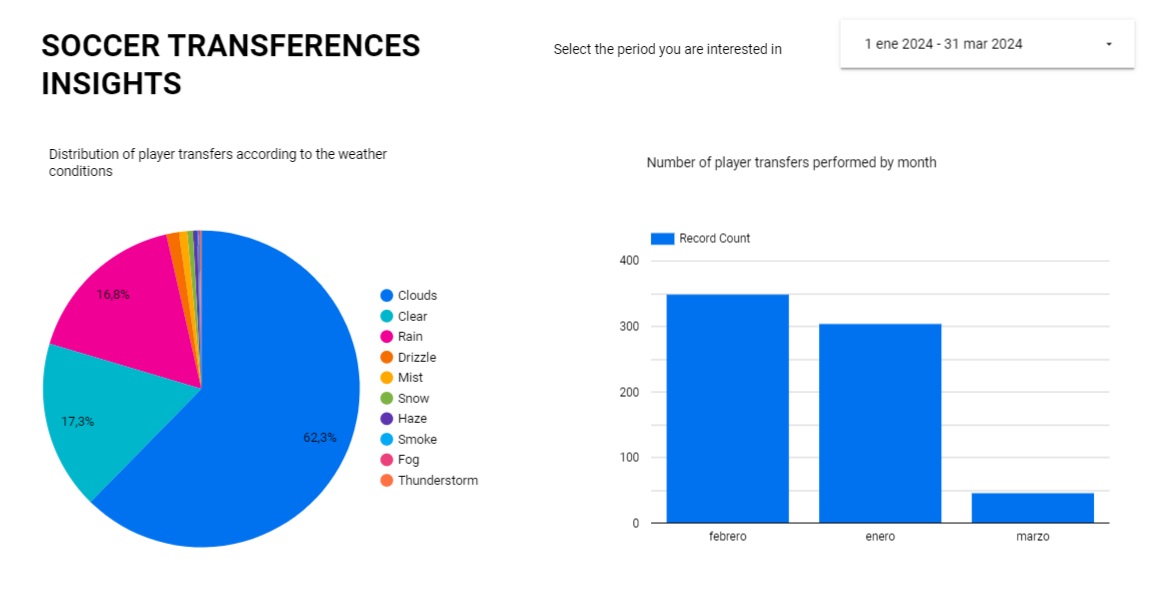 SOCCER TRANSFERENCES
INSIGHTS
Select the period you are interested in
1 ene 2024 - 31 mar 2024
Distribution of player transfers according to the weather
conditions
16,8%
17,3%
62,3%
Clouds
Clear
Rain
Drizzle
Mist
Snow
Haze
Smoke
Fog
Thunderstorm
Number of player transfers performed by month
Record Count
400
300
200
100
0
febrero
enero
marzo